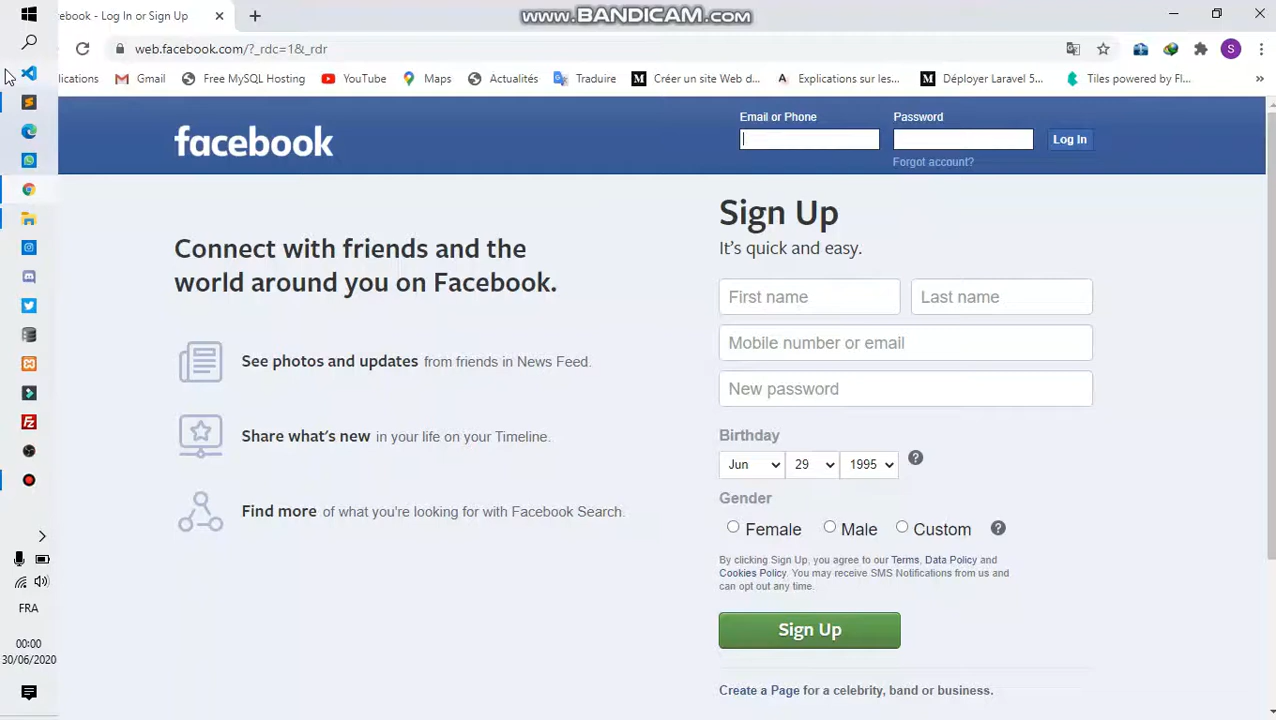 ebook - Log In or Sign Up
WWW.BANDICAM.COM
web.facebook.com/?_rdc=1&_rdr
S
lications
Gmail
Free MySQL Hosting
YouTube
Maps
Actualités
Traduire
Créer un site Web d...
Explications sur les...
Déployer Laravel 5....
Tiles powered by Fl...
facebook
Email or Phone
Password
Log In
Forgot account?
Sign Up
It's quick and easy.
Connect with friends and the
world around you on Facebook.
First name
Last name
Mobile number or email
See photos and updates from friends in News Feed.
New password
Birthday
Share what's new in your life on your Timeline.
Jun
29
1995
Gender
Find more of what you're looking for with Facebook Search.
Female
Male
Custom
By clicking Sign Up, you agree to our Terms, Data Policy and
Cookies Policy. You may receive SMS Notifications from us and
can opt out any time.
FRA
Sign Up
00:00
30/06/2020
Create a Page for a celebrity, band or business.